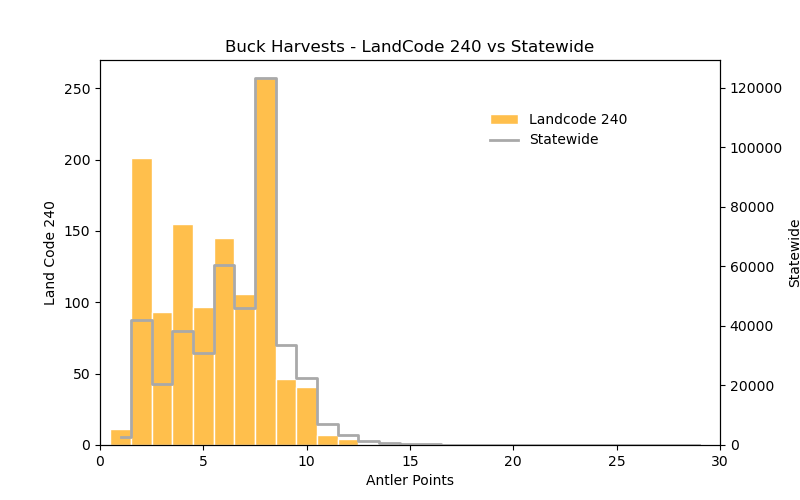 Buck Harvests - LandCode 240 vs Statewide
250
200
150
100
50
0
Land Code 240
Landcode 240
Statewide
120000
100000
80000
60000
40000
20000
0
Statewide
0 5 10 15 20 25 30
Antler Points